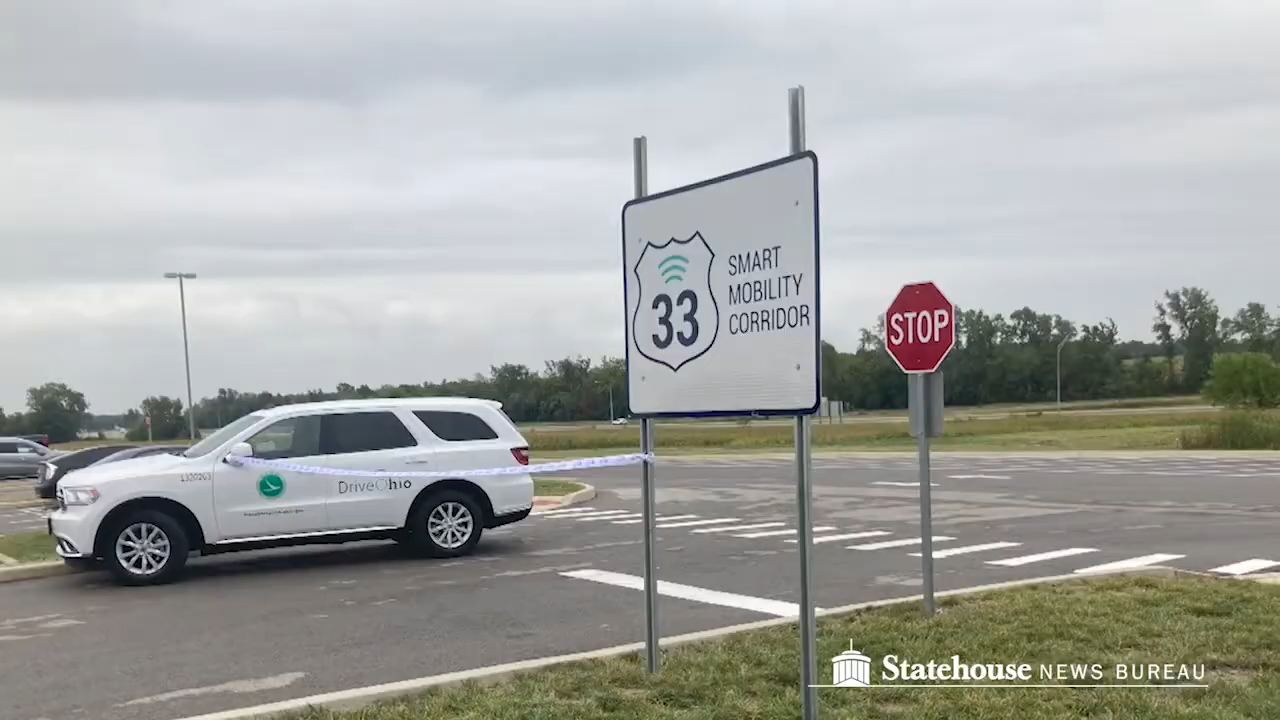 33
SMART
MOBILITY
CORRIDOR
STOP
DriveOhio
Statehouse NEWS BUREAU